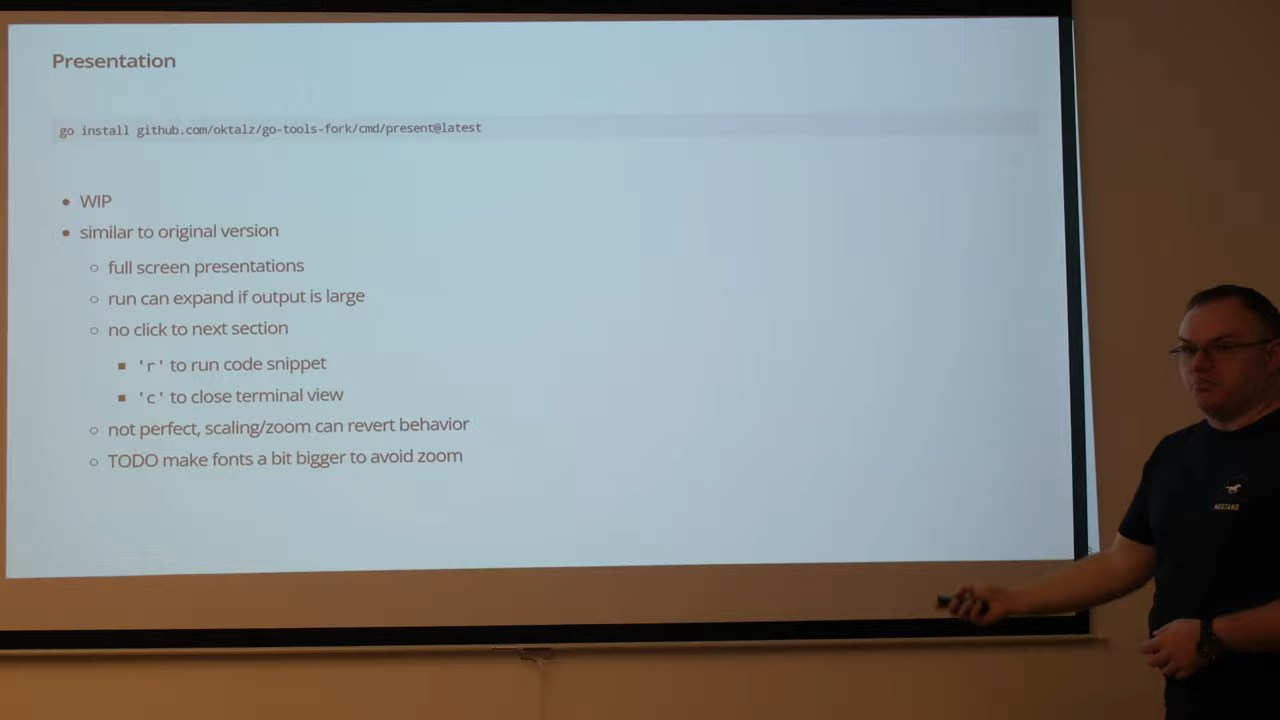 Presentation
go install github.com/oktalz/go-tools-fork/cmd/present@latest
• WIP
• similar to original version
○ full screen presentations
○ run can expand if output is large
○ no click to next section
▪ 'r' to run code snippet
▪ 'c' to close terminal view
○ not perfect, scaling/zoom can revert behavior
○ TODO make fonts a bit bigger to avoid zoom
MUSTANG